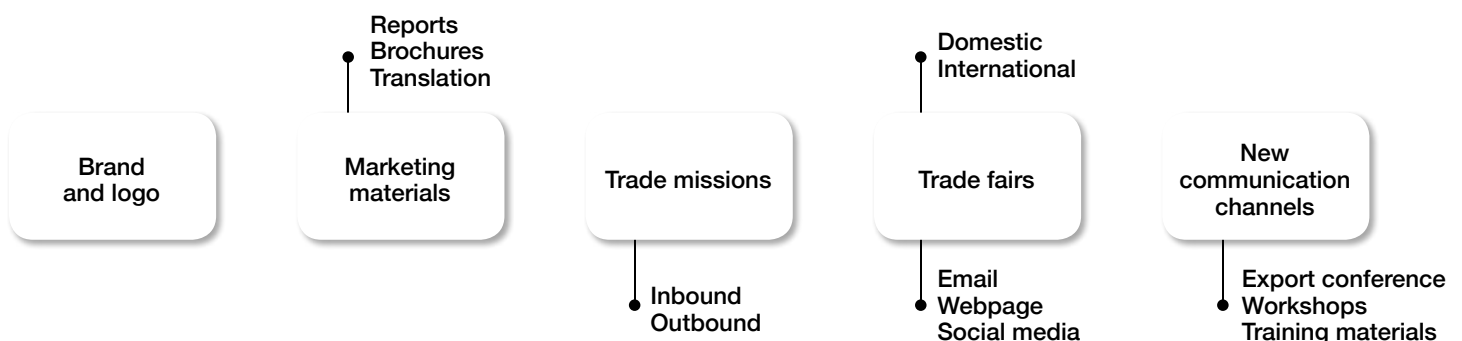 Reports
Brochures
Translation
Domestic
International
Brand
and logo
Marketing
materials
Trade missions
Trade fairs
New
communication
channels
Inbound
Outbound
Email
Webpage
Social media
Export conference
Workshops
Training materials